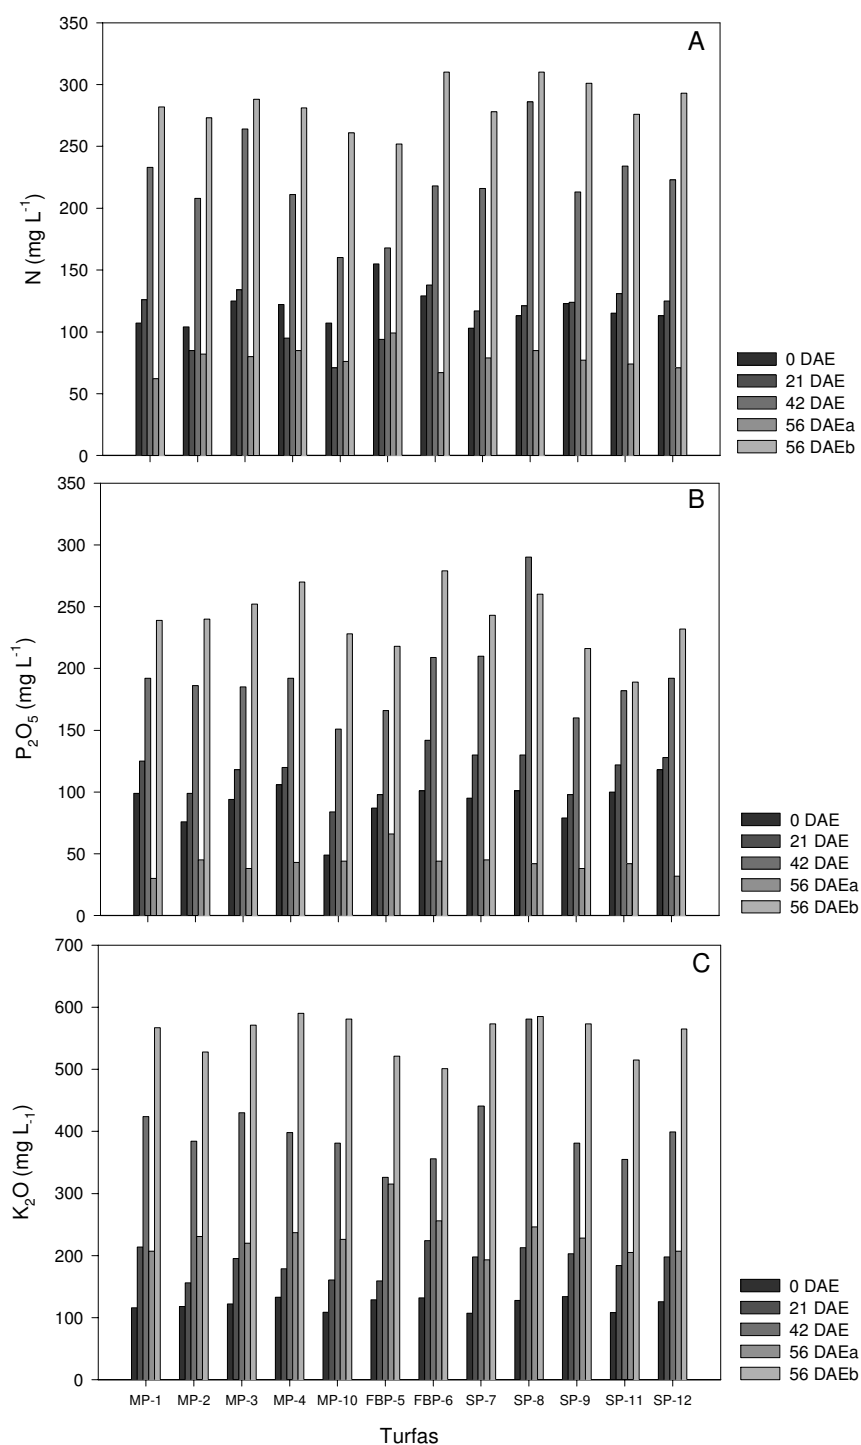 A
350
300
250
200
150
100
50
0
N (mg L⁻¹)
0 DAE
21 DAE
42 DAE
56 DAEa
56 DAEb
B
350
300
250
200
150
100
50
0
P₂O₅ (mg L⁻¹)
0 DAE
21 DAE
42 DAE
56 DAEa
56 DAEb
C
700
600
500
400
300
200
100
0
K₂O (mg L₋₁)
0 DAE
21 DAE
42 DAE
56 DAEa
56 DAEb
MP-1 MP-2 MP-3 MP-4 MP-10 FBP-5 FBP-6 SP-7 SP-8 SP-9 SP-11 SP-12
Turfas